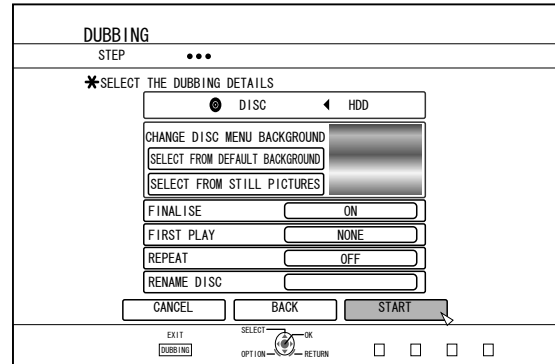 DUBBING
STEP •••
*SELECT THE DUBBING DETAILS
DISC ◀ HDD
CHANGE DISC MENU BACKGROUND
SELECT FROM DEFAULT BACKGROUND
SELECT FROM STILL PICTURES
FINALISE ON
FIRST PLAY NONE
REPEAT OFF
RENAME DISC
CANCEL BACK START
EXIT SELECT OK
DUBBING OPTION RETURN